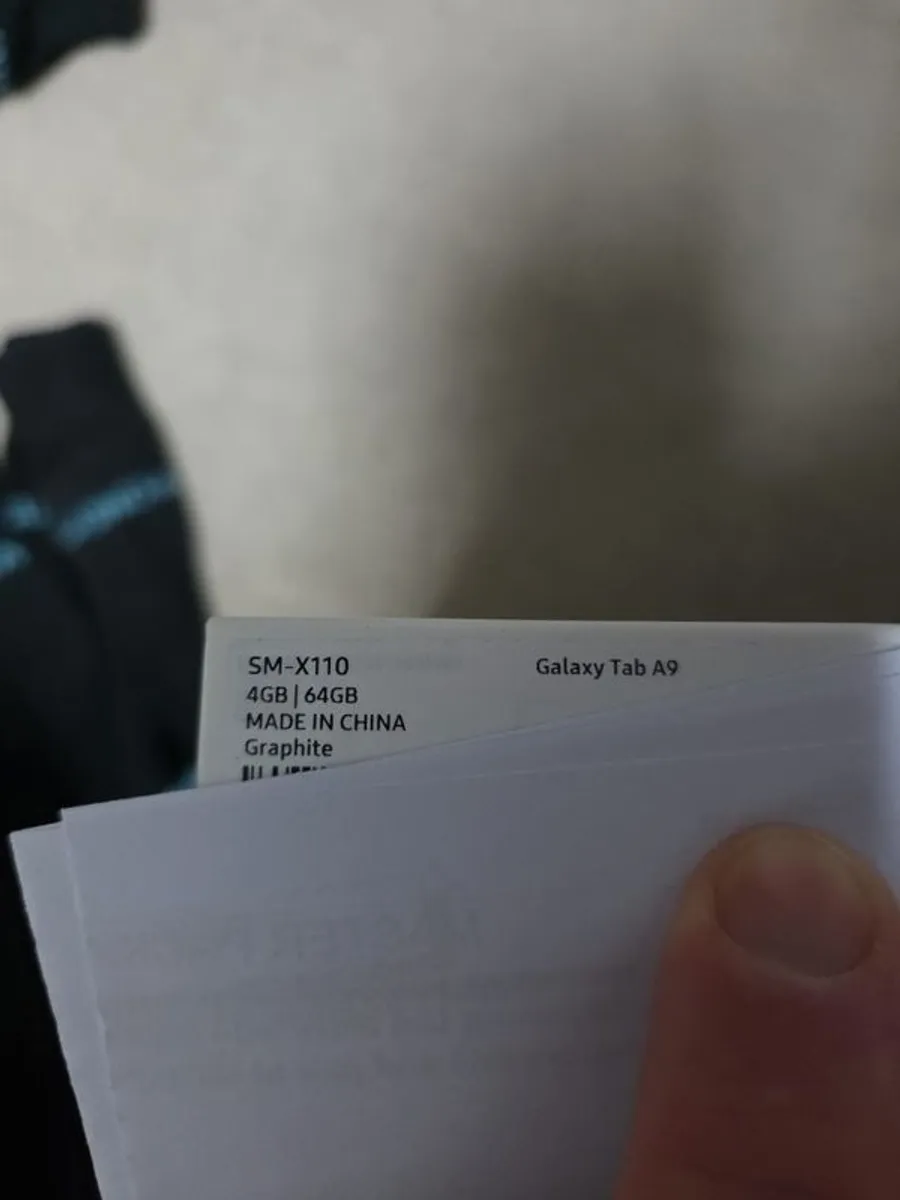 SM-X110
Galaxy Tab A9
4GB | 64GB
MADE IN CHINA
Graphite